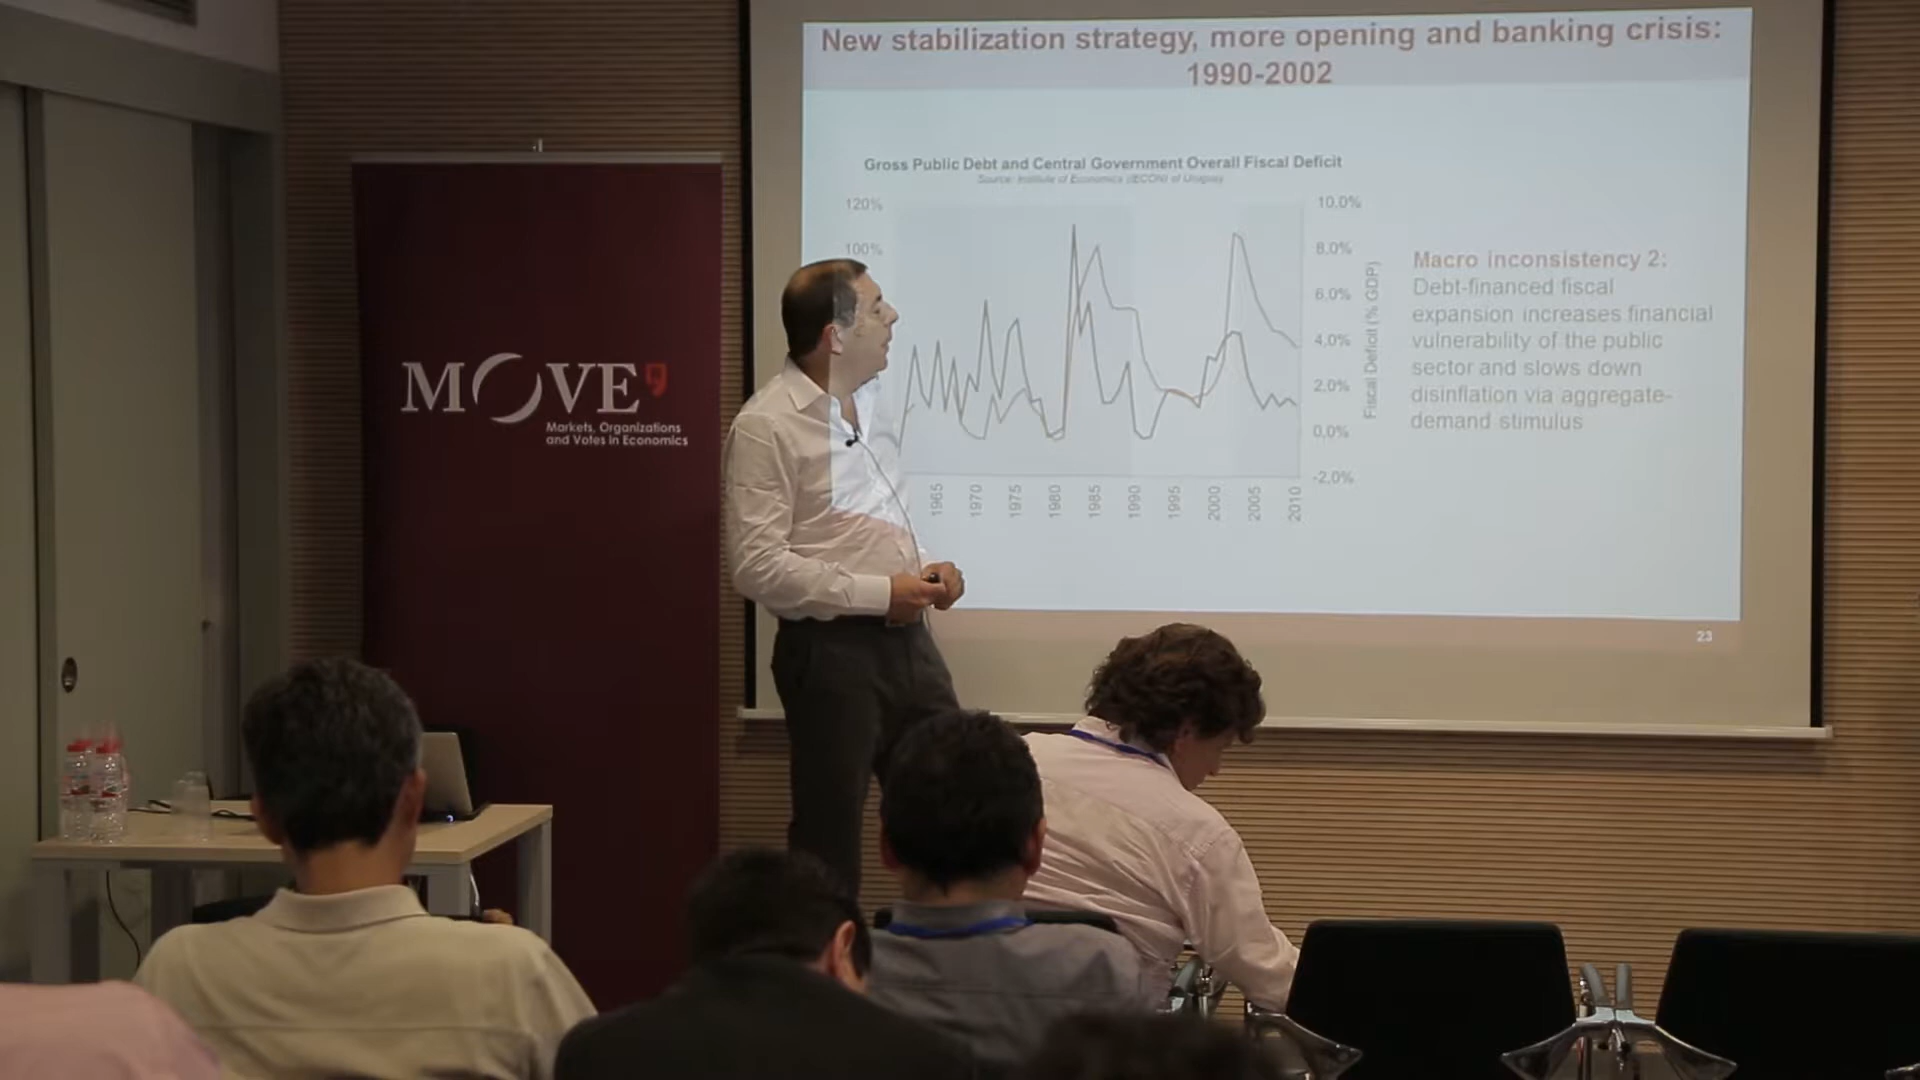 New stabilization strategy, more opening and banking crisis:
1990-2002
Gross Public Debt and Central Government Overall Fiscal Deficit
Source: Institute of Economics (IECON) of Uruguay
120%
100%
10.0%
8.0%
6.0%
4.0%
2.0%
0.0%
-2.0%
Fiscal Deficit (% GDP)
1965
1970
1975
1980
1985
1990
1995
2000
2005
2010
Macro inconsistency 2:
Debt-financed fiscal
expansion increases financial
vulnerability of the public
sector and slows down
disinflation via aggregate-
demand stimulus
23
MOVE
Markets, Organizations
and Votes in Economics